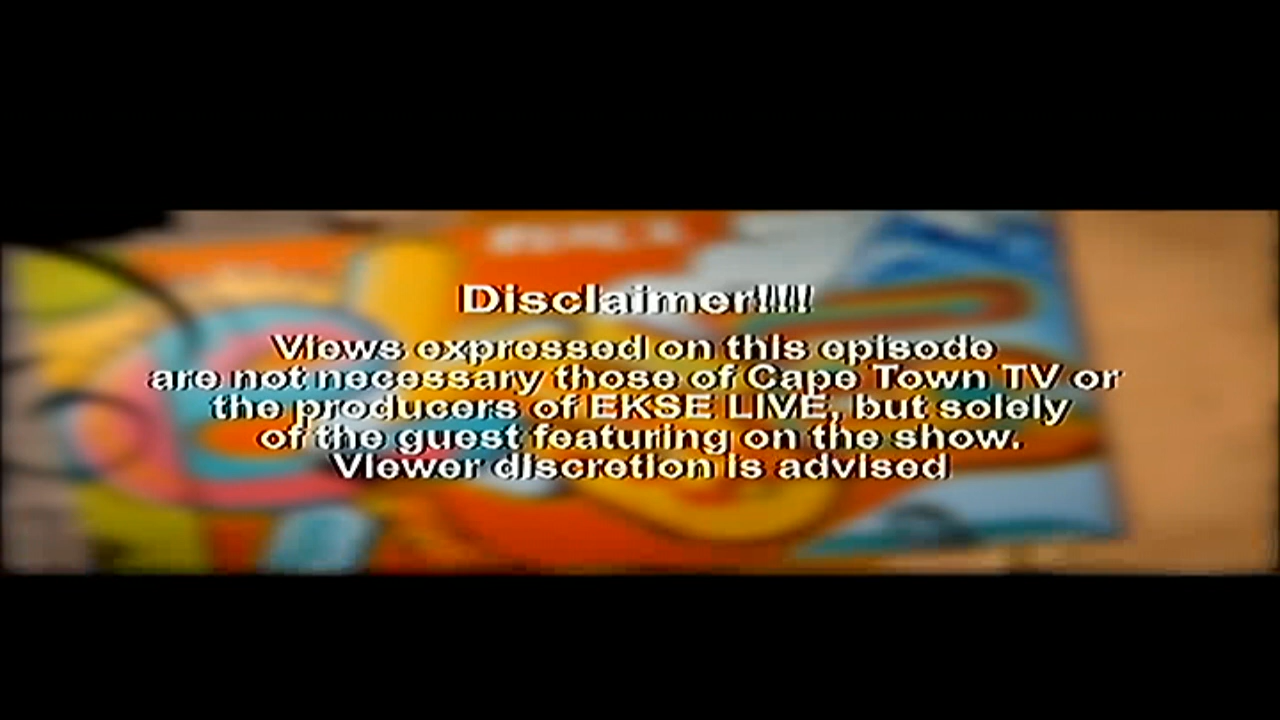 Disclaimer!!!!
Views expressed on this episode
are not necessary those of Cape Town TV or
the producers of EKSE LIVE, but solely
of the guest featuring on the show.
Viewer discretion is advised